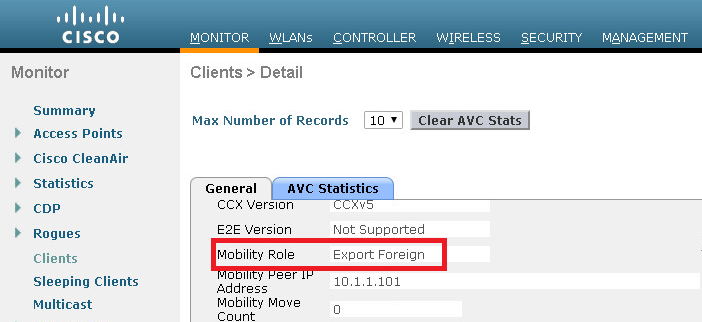 CISCO
MONITOR WLANs CONTROLLER WIRELESS SECURITY MANAGEMENT
Monitor
Summary
Access Points
Cisco CleanAir
Statistics
CDP
Rogues
Clients
Sleeping Clients
Multicast
Clients > Detail
Max Number of Records 10 Clear AVC Stats
General AVC Statistics
CCX Version CCXv5
E2E Version Not Supported
Mobility Role Export Foreign
Mobility Peer IP
Address 10.1.1.101
Mobility Move
Count 0